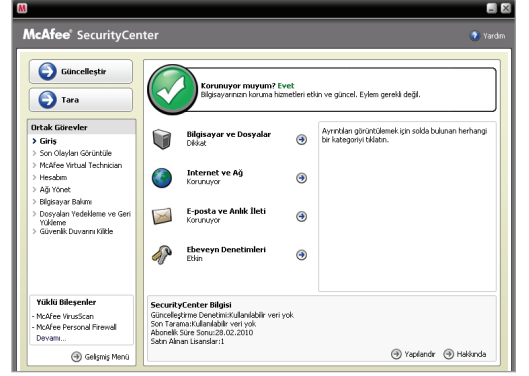 McAfee® SecurityCenter
Yardım
Güncelleştir
Tara
Ortak Görevler
Giriş
Son Olayları Görüntüle
McAfee Virtual Technician
Hesabım
Ağı Yönet
Bilgisayar Bakımı
Dosyaları Yedekleme ve Geri
Yükleme
Güvenlik Duvarını Kilitle
Yüklü Bileşenler
- McAfee VirusScan
- McAfee Personal Firewall
Devamı...
Gelişmiş Menü
Korunuyor muyum? Evet
Bilgisayarınızın koruma hizmetleri etkin ve güncel. Eylem gerekli değil.
Bilgisayar ve Dosyalar
Dikkat
Internet ve Ağ
Korunuyor
E-posta ve Anlık İleti
Korunuyor
Ebeveyn Denetimleri
Etkin
Ayrıntıları görüntülemek için solda bulunan herhangi
bir kategoriyi tıklatın.
SecurityCenter Bilgisi
Güncelleştirme Denetimi:Kullanılabilir veri yok
Son Tarama:Kullanılabilir veri yok
Abonelik Süre Sonu:28.02.2010
Satın Alınan Lisanslar:1
Yapılandır
Hakkında